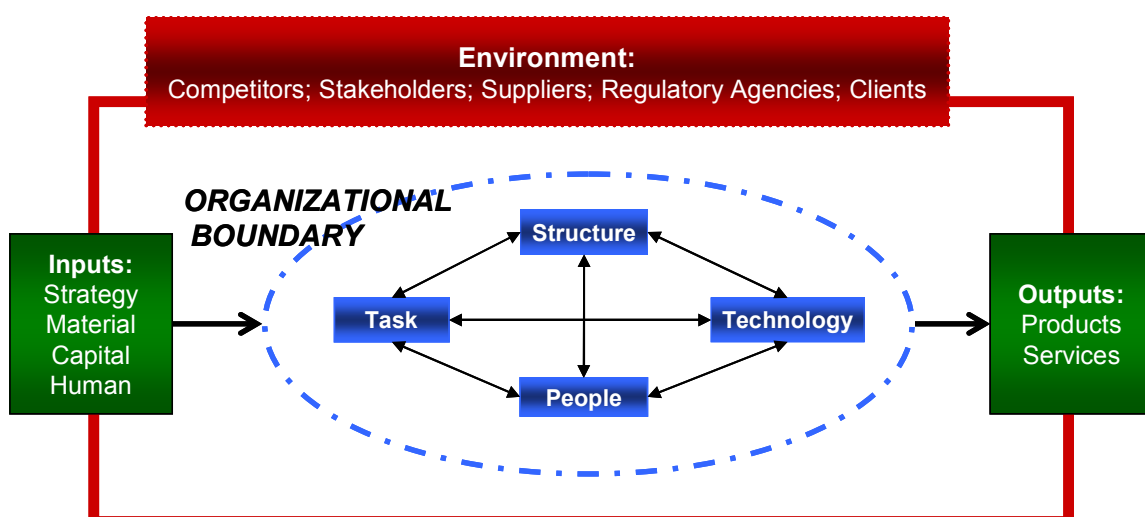 Environment:
Competitors; Stakeholders; Suppliers; Regulatory Agencies; Clients
ORGANIZATIONAL
BOUNDARY
Inputs:
Strategy
Material
Capital
Human
Structure
Task
Technology
People
Outputs:
Products
Services